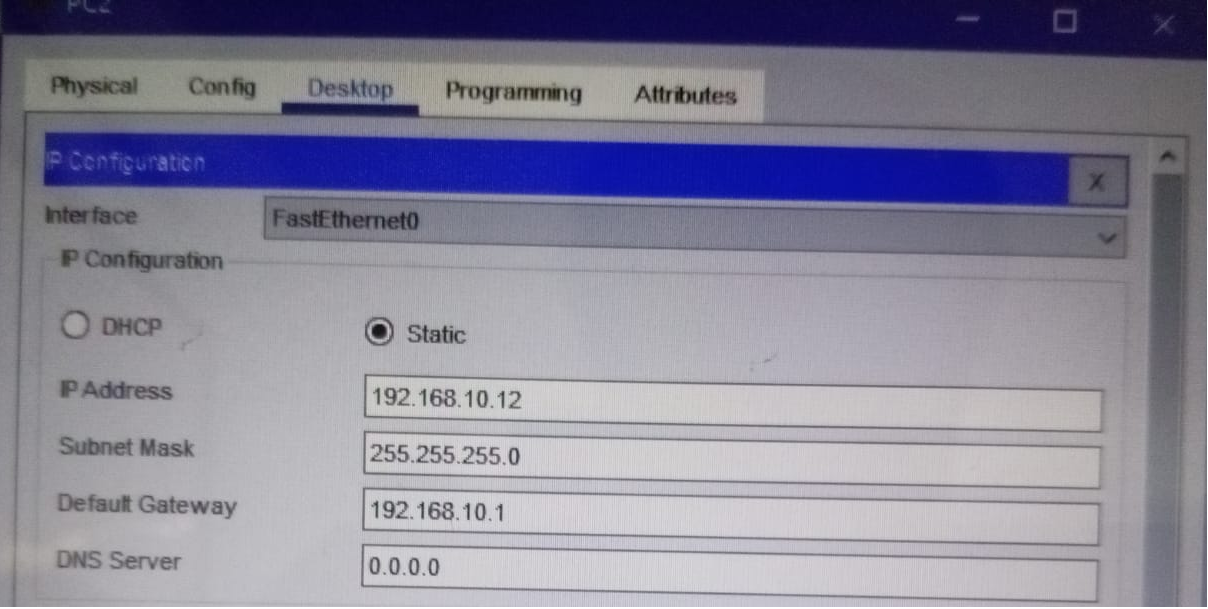 PC2
Physical Config Desktop Programming Attributes
IP Configuration X
Interface FastEthernet0
IP Configuration
DHCP Static
IP Address 192.168.10.12
Subnet Mask 255.255.255.0
Default Gateway 192.168.10.1
DNS Server 0.0.0.0